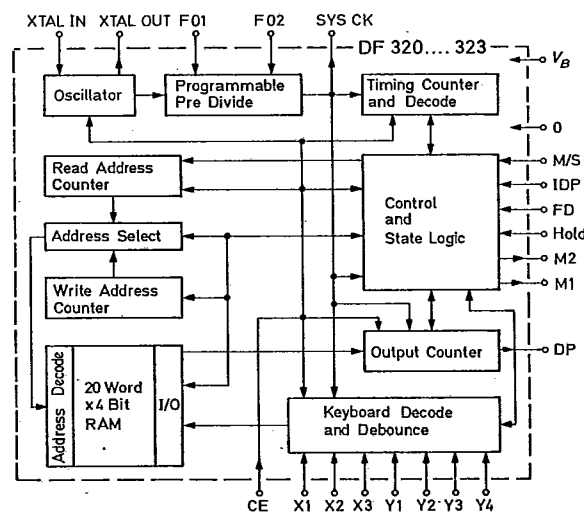 XTAL IN XTAL OUT F01 F02 SYS CK
DF 320....323
Oscillator
Programmable
Pre Divide
Timing Counter
and Decode
V_B
0
Read Address
Counter
Control
and
State Logic
M/S
IDP
FD
Hold
M2
M1
Address Select
Write Address
Counter
Output Counter
DP
Address Decode
20 Word
x4 Bit
RAM
I/O
Keyboard Decode
and Debounce
CE X1 X2 X3 Y1 Y2 Y3 Y4